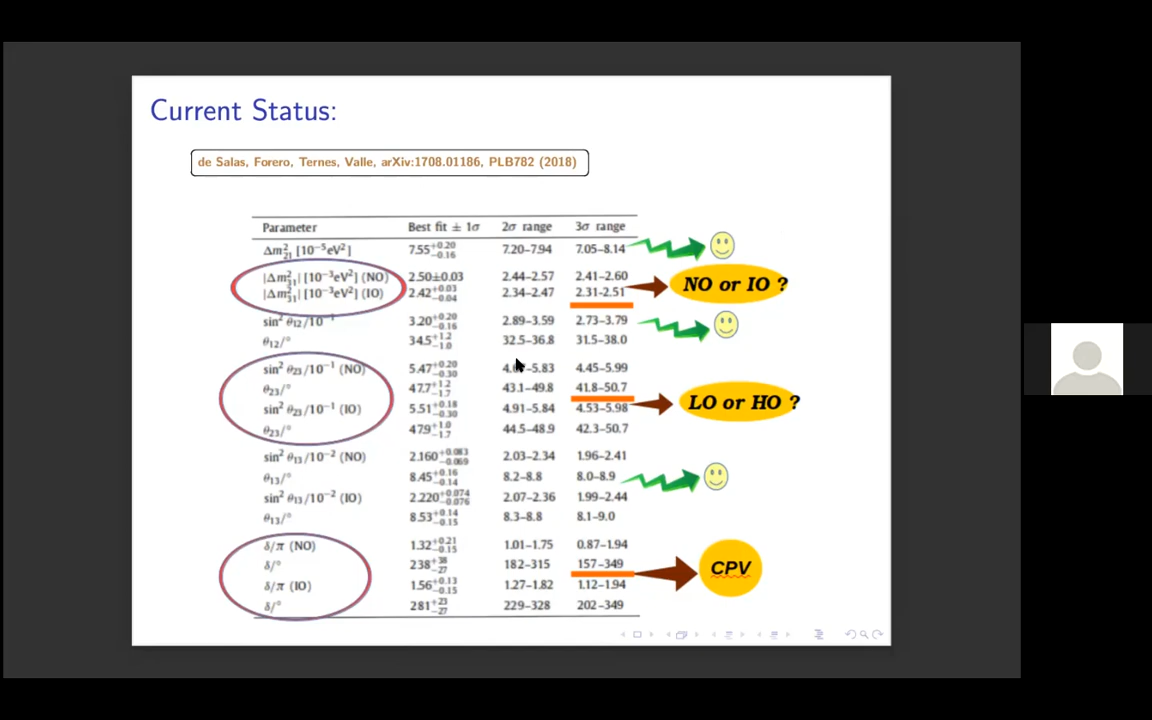 Current Status:
de Salas, Forero, Ternes, Valle, arXiv:1708.01186, PLB782 (2018)
Parameter Best fit ± 1σ 2σ range 3σ range
Δm²₂₁ [10⁻⁵eV²] 7.55+0.20−0.16 7.20–7.94 7.05–8.14
|Δm²₃₁| [10⁻³eV²] (NO) 2.50±0.03 2.44–2.57 2.41–2.60
NO or IO ?
|Δm²₃₁| [10⁻³eV²] (IO) 2.42+0.03−0.04 2.34–2.47 2.31–2.51
sin² θ₁₂/10⁻¹ 3.20+0.20−0.16 2.89–3.59 2.73–3.79
θ₁₂/° 34.5+1.2−1.0 32.5–36.8 31.5–38.0
sin² θ₂₃/10⁻¹ (NO) 5.47+0.20−0.30 –5.83 4.45–5.99
θ₂₃/° 47.7+1.2−1.7 43.1–49.8 41.8–50.7
LO or HO ?
sin² θ₂₃/10⁻¹ (IO) 5.51+0.18−0.30 4.91–5.84 4.53–5.98
θ₂₃/° 47.9+1.0−1.7 44.5–48.9 42.3–50.7
sin² θ₁₃/10⁻² (NO) 2.160+0.083−0.069 2.03–2.34 1.96–2.41
θ₁₃/° 8.45+0.16−0.14 8.2–8.8 8.0–8.9
sin² θ₁₃/10⁻² (IO) 2.220+0.074−0.076 2.07–2.36 1.99–2.44
θ₁₃/° 8.53+0.14−0.15 8.3–8.8 8.1–9.0
δ/π (NO) 1.32+0.21−0.15 1.01–1.75 0.87–1.94
δ/° 238+38−27 182–315 157–349
CPV
δ/π (IO) 1.56+0.13−0.15 1.27–1.82 1.12–1.94
δ/° 281+23−27 229–328 202–349